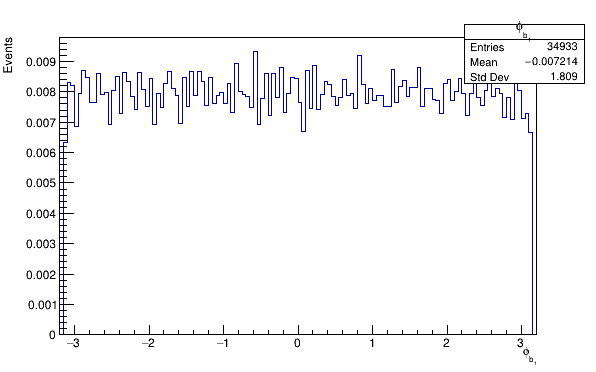 ϕ_b₁
Entries 34933
Mean −0.007214
Std Dev 1.809
Events
0.009
0.008
0.007
0.006
0.005
0.004
0.003
0.002
0.001
0
−3 −2 −1 0 1 2 3
ϕ_b₁